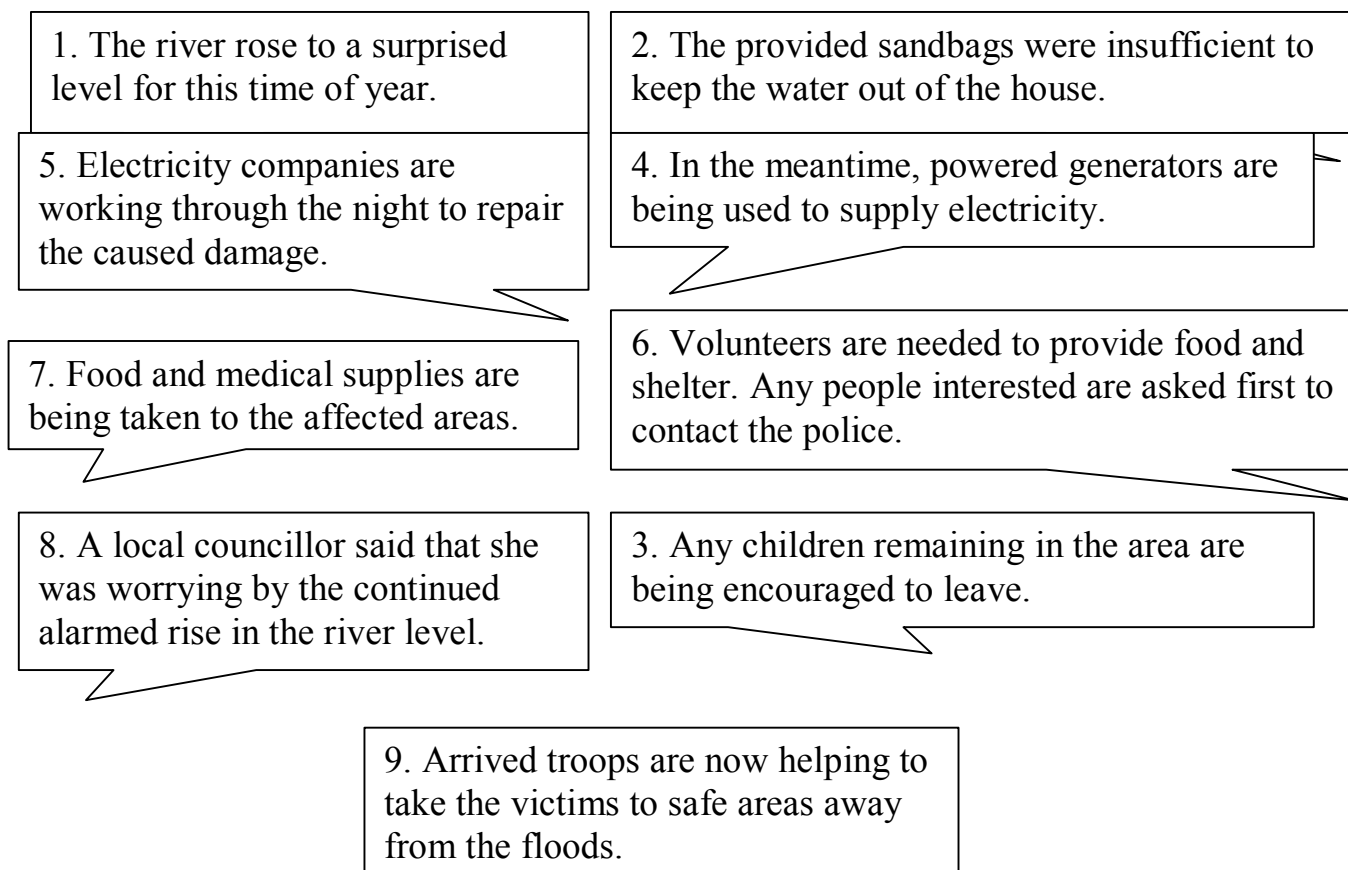 1. The river rose to a surprised
level for this time of year.
2. The provided sandbags were insufficient to
keep the water out of the house.
5. Electricity companies are
working through the night to repair
the caused damage.
4. In the meantime, powered generators are
being used to supply electricity.
7. Food and medical supplies are
being taken to the affected areas.
6. Volunteers are needed to provide food and
shelter. Any people interested are asked first to
contact the police.
8. A local councillor said that she
was worrying by the continued
alarmed rise in the river level.
3. Any children remaining in the area are
being encouraged to leave.
9. Arrived troops are now helping to
take the victims to safe areas away
from the floods.